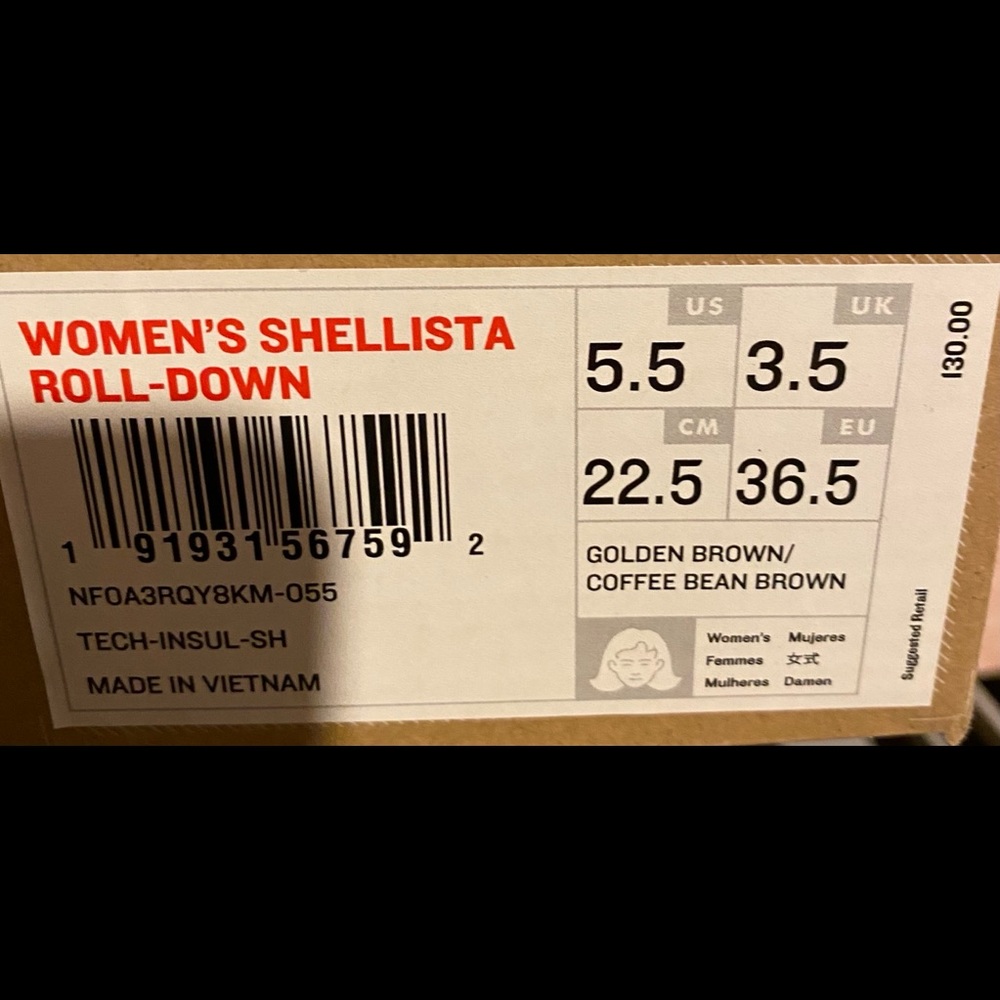 WOMEN'S SHELLISTA
ROLL-DOWN
1 91931 56759 2
NF0A3RQY8KM-055
TECH-INSUL-SH
MADE IN VIETNAM
US
5.5
UK
3.5
CM
22.5
EU
36.5
GOLDEN BROWN/
COFFEE BEAN BROWN
Women's Mujeres
Femmes 女式
Mulheres Damen
130.00
Suggested Retail